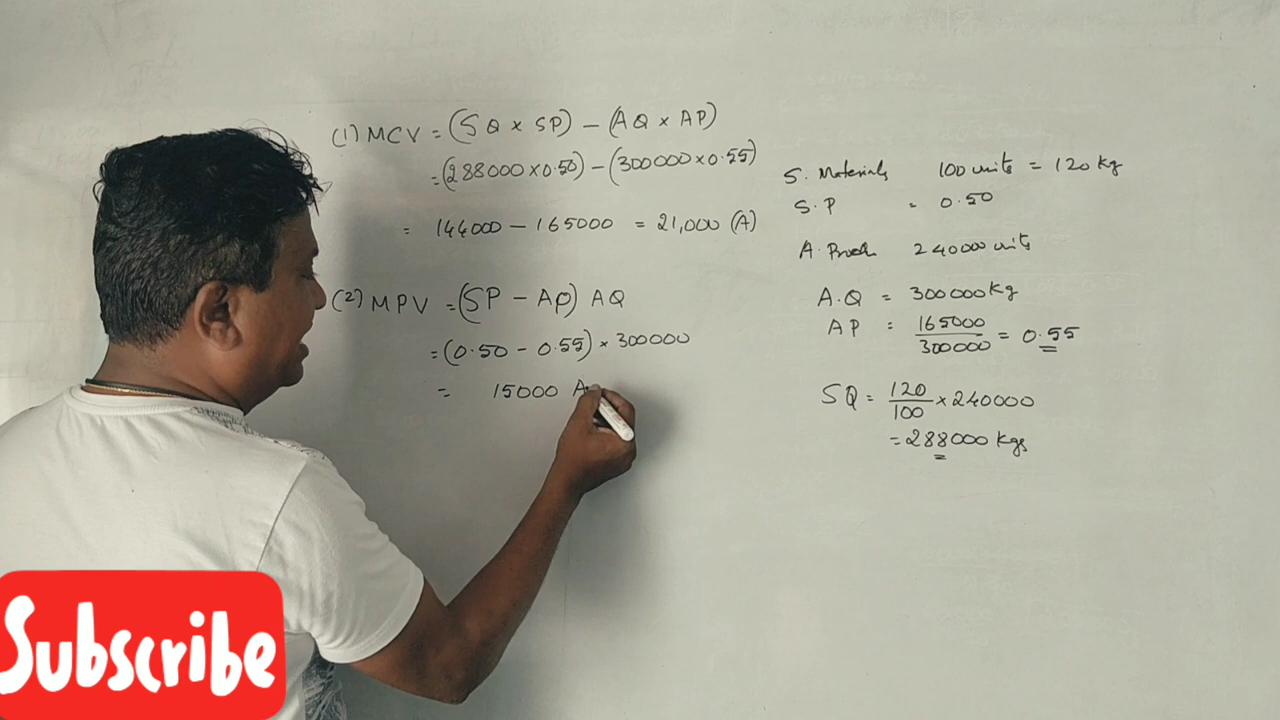 (1) MCV = (SQ × SP) – (AQ × AP)
= (288000 × 0.50) – (300000 × 0.55)
= 144000 – 165000 = 21,000 (A)
(2) MPV = (SP – AP) AQ
= (0.50 – 0.55) × 300000
= 15000 A
S. Materials 100 units = 120 kg
S.P = 0.50
A. Prodn 240000 units
A.Q = 300000 kg
AP = 165000/300000 = 0.55
SQ = 120/100 × 240000
= 288000 kgs
Subscribe